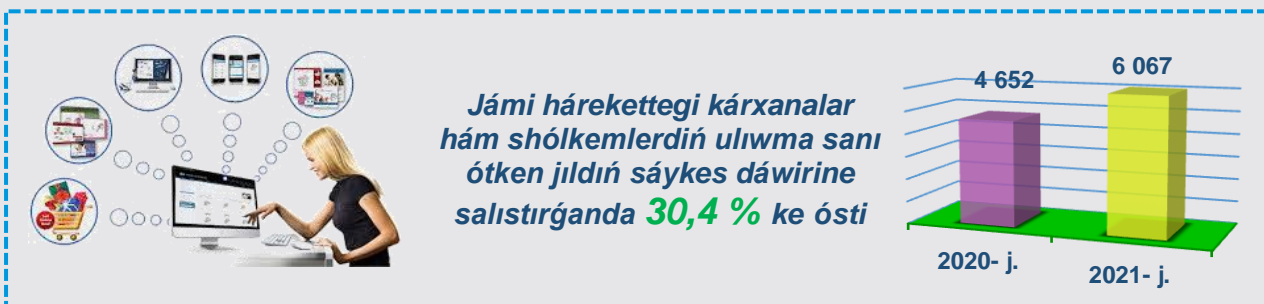 Jámi hárekettegi kárxanalar
hám shólkemlerdiń ulıwma sanı
ótken jıldıń sáykes dáwirine
salıstırǵanda 30,4 % ke ósti
4 652
6 067
2020- j.
2021- j.